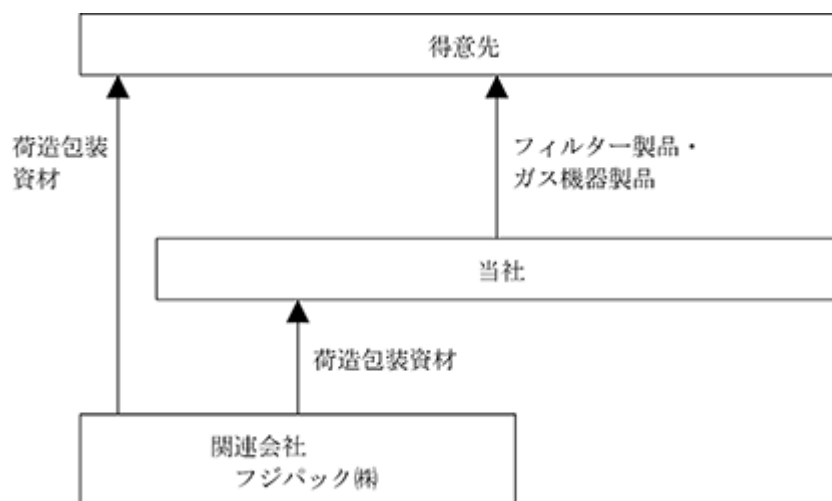 得意先
荷造包装
資材
フィルター製品・
ガス機器製品
当社
荷造包装資材
関連会社
フジパック㈱